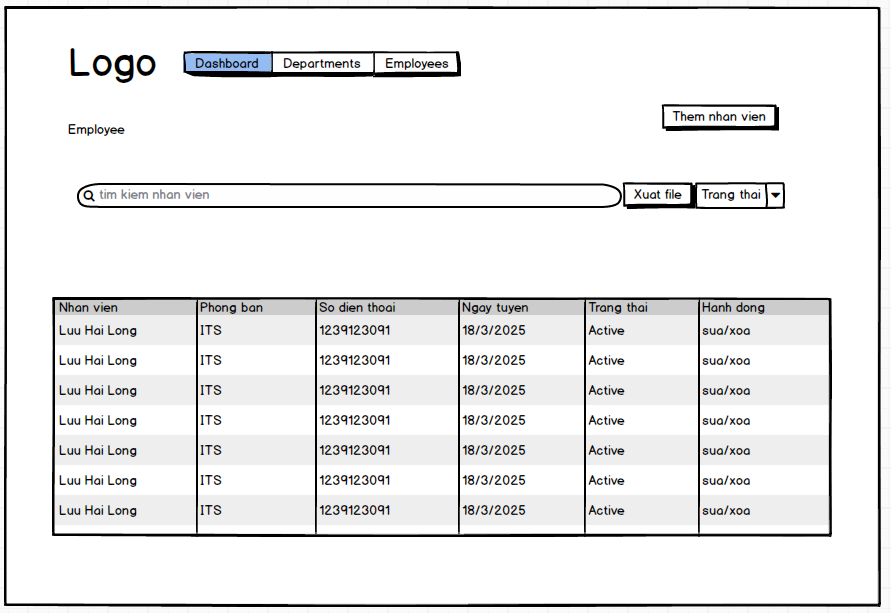 Logo Dashboard Departments Employees
Them nhan vien
Employee
tim kiem nhan vien Xuat file Trang thai
Nhan vien Phong ban So dien thoai Ngay tuyen Trang thai Hanh dong
Luu Hai Long ITS 1239123091 18/3/2025 Active sua/xoa
Luu Hai Long ITS 1239123091 18/3/2025 Active sua/xoa
Luu Hai Long ITS 1239123091 18/3/2025 Active sua/xoa
Luu Hai Long ITS 1239123091 18/3/2025 Active sua/xoa
Luu Hai Long ITS 1239123091 18/3/2025 Active sua/xoa
Luu Hai Long ITS 1239123091 18/3/2025 Active sua/xoa
Luu Hai Long ITS 1239123091 18/3/2025 Active sua/xoa